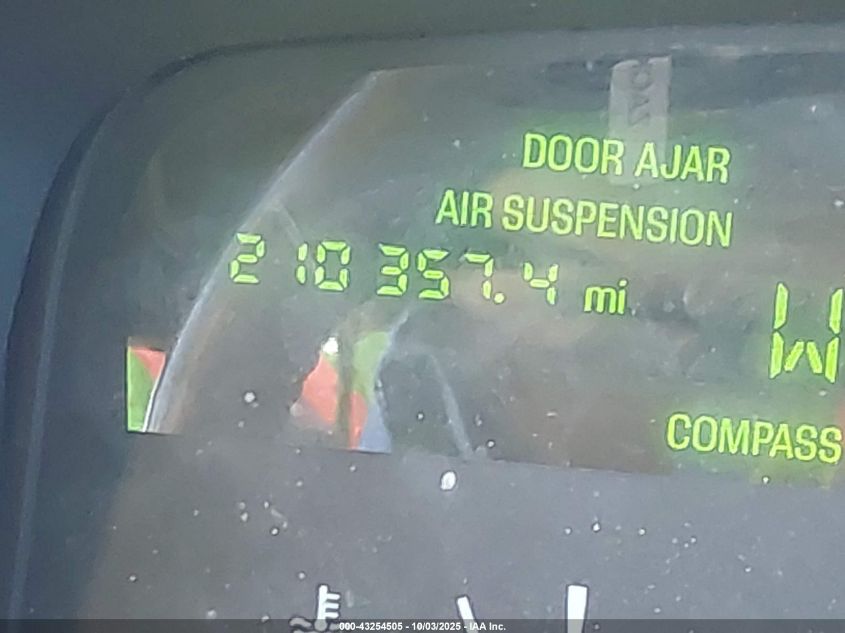 DOOR AJAR
AIR SUSPENSION
210357.4 mi
W
COMPASS
000-43254505 - 10/03/2025 - IAA Inc.